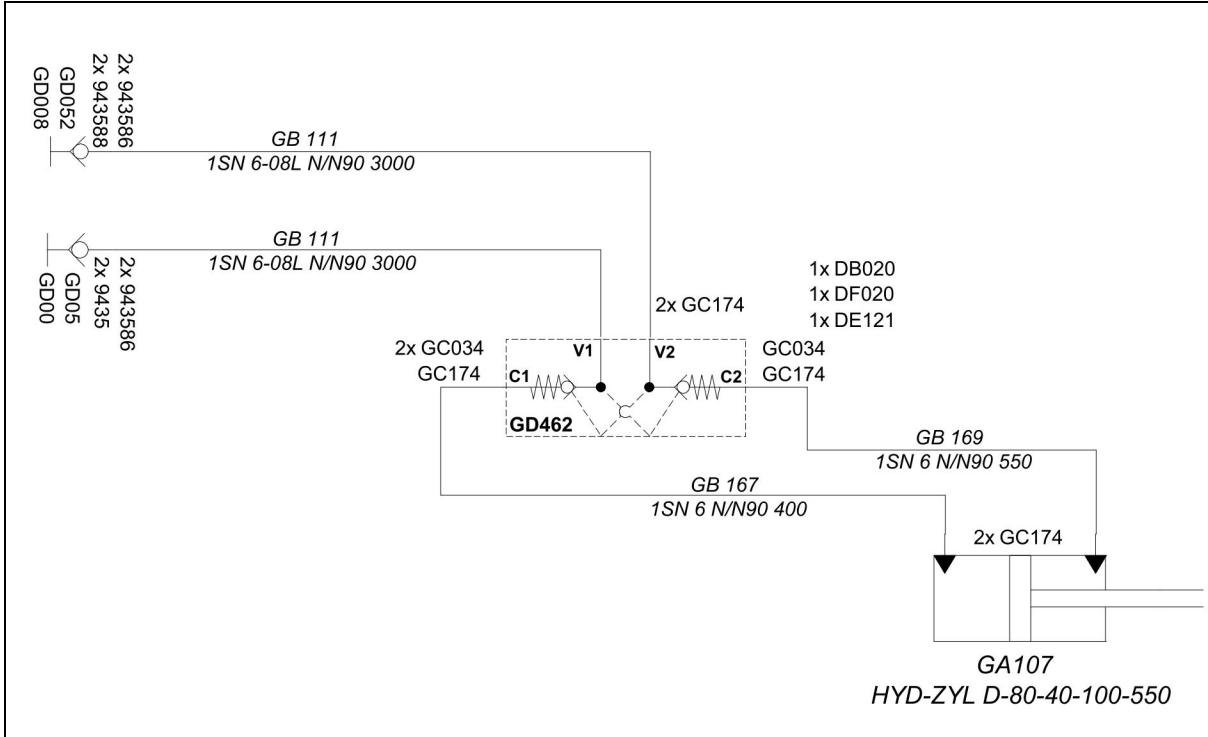 2x 943586
2x 943588
GD052
GD008
GB 111
1SN 6-08L N/N90 3000
GB 111
1SN 6-08L N/N90 3000
2x 943586
2x 9435
GD05
GD00
1x DB020
1x DF020
1x DE121
2x GC174
2x GC034
GC174
V1
V2
GC034
GC174
C1
C2
GD462
GB 169
1SN 6 N/N90 550
GB 167
1SN 6 N/N90 400
2x GC174
GA107
HYD-ZYL D-80-40-100-550